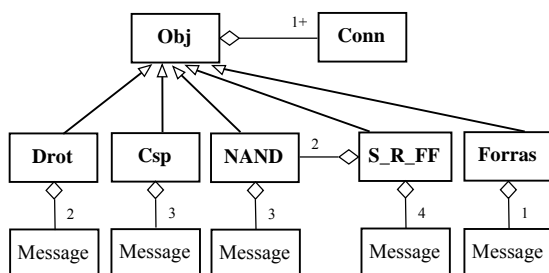 Obj
1+
Conn
Drot
Csp
NAND
2
S_R_FF
Forras
2
3
3
4
1
Message
Message
Message
Message
Message